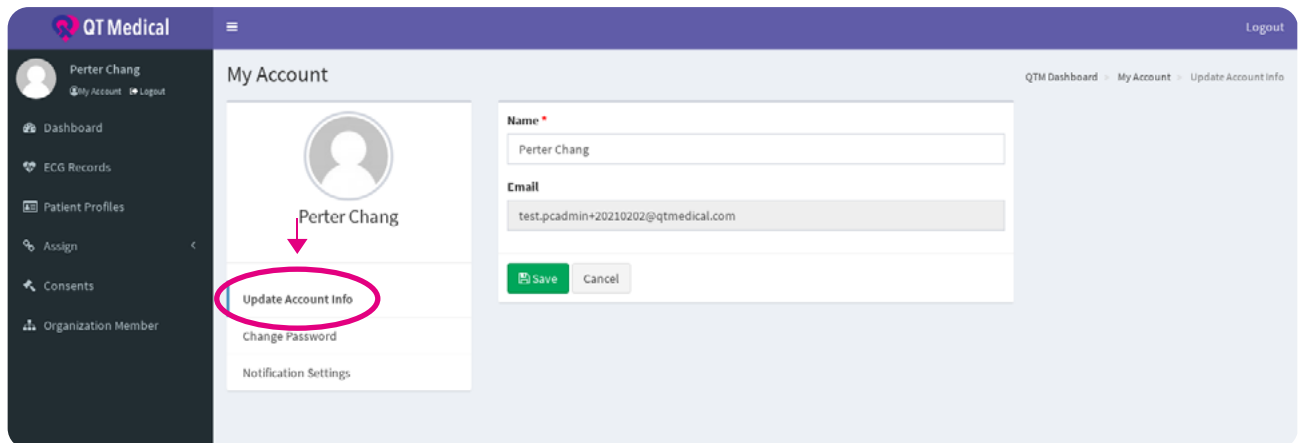 QT Medical
Logout
Perter Chang
My Account Logout
Dashboard
ECG Records
Patient Profiles
Assign
Consents
Organization Member
My Account
QTM Dashboard > My Account > Update Account Info
Perter Chang
Update Account Info
Change Password
Notification Settings
Name *
Perter Chang
Email
test.pcadmin+20210202@qtmedical.com
Save Cancel